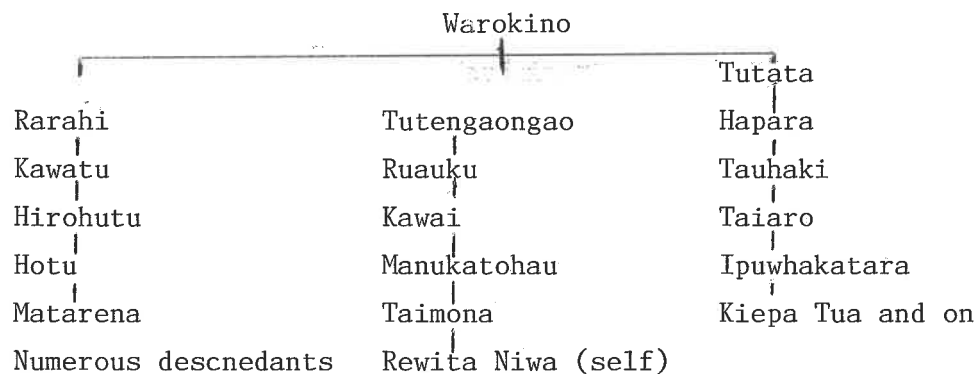 Warokino
Tutata
Rarahi Tutengaongao Hapara
Kawatu Ruauku Tauhaki
Hirohutu Kawai Taiaro
Hotu Manukatohau Ipuwhakatara
Matarena Taimona Kiepa Tua and on
Numerous descnedants Rewita Niwa (self)